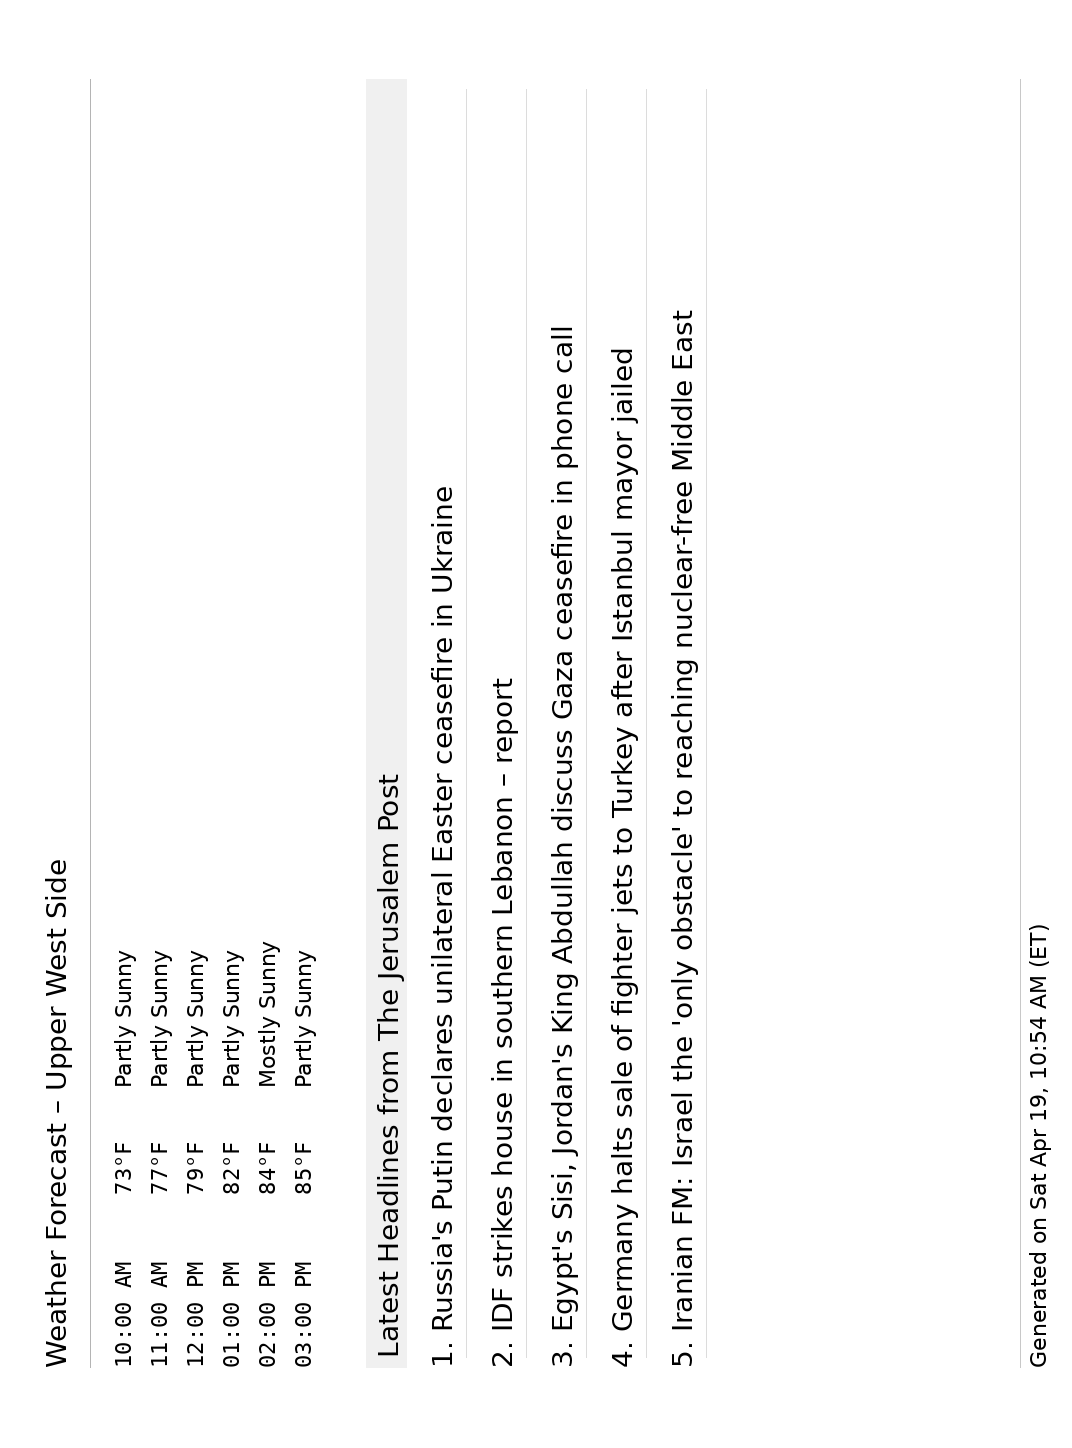 Weather Forecast – Upper West Side
10:00 AM 73°F Partly Sunny
11:00 AM 77°F Partly Sunny
12:00 PM 79°F Partly Sunny
01:00 PM 82°F Partly Sunny
02:00 PM 84°F Mostly Sunny
03:00 PM 85°F Partly Sunny
Latest Headlines from The Jerusalem Post
1. Russia's Putin declares unilateral Easter ceasefire in Ukraine
2. IDF strikes house in southern Lebanon – report
3. Egypt's Sisi, Jordan's King Abdullah discuss Gaza ceasefire in phone call
4. Germany halts sale of fighter jets to Turkey after Istanbul mayor jailed
5. Iranian FM: Israel the 'only obstacle' to reaching nuclear-free Middle East
Generated on Sat Apr 19, 10:54 AM (ET)